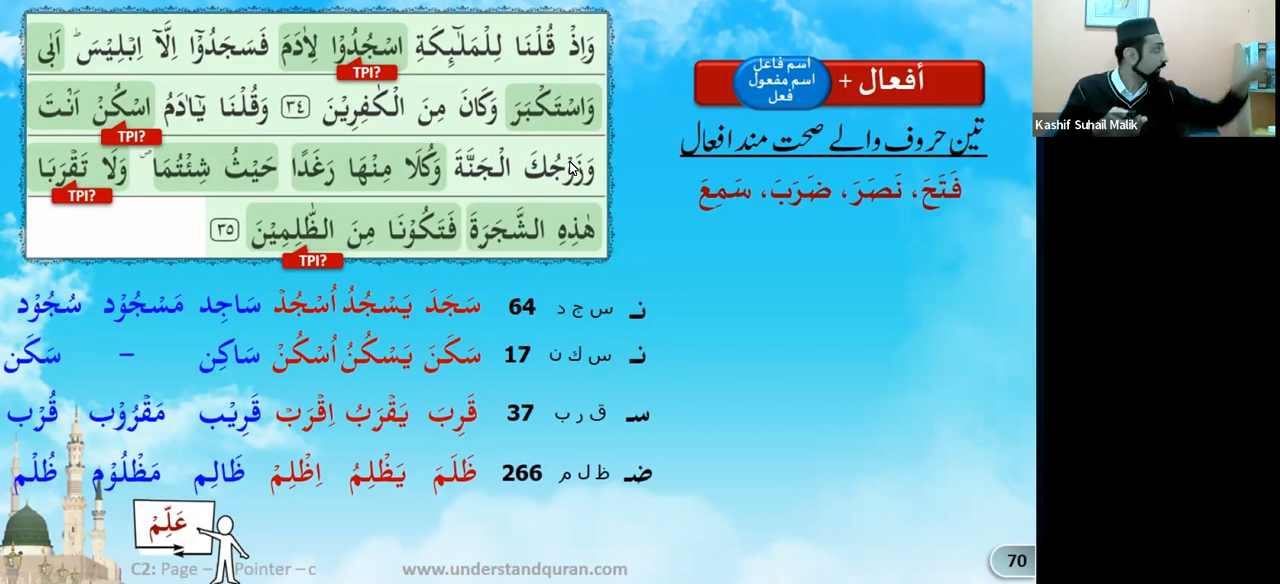 وَاِذْ قُلْنَا لِلْمَلٰٓئِكَةِ اسْجُدُوْا لِاٰدَمَ فَسَجَدُوْٓا اِلَّآ اِبْلِيْسَ ؕ اَبٰى
TPI?
وَاسْتَكْبَرَ وَكَانَ مِنَ الْكٰفِرِيْنَ ﴿٣٤﴾ وَقُلْنَا يٰٓاٰدَمُ اسْكُنْ اَنْتَ
TPI?
وَزَوْجُكَ الْجَنَّةَ وَكُلَا مِنْهَا رَغَدًا حَيْثُ شِئْتُمَا ۪ وَلَا تَقْرَبَا
TPI?
هٰذِهِ الشَّجَرَةَ فَتَكُوْنَا مِنَ الظّٰلِمِيْنَ ﴿٣٥﴾
TPI?
أفعال +
اسم فاعل
اسم مفعول
فعل
تین حروف والے صحت مند افعال
فَتَحَ، نَصَرَ، ضَرَبَ، سَمِعَ
نـ س ج د 64 سَجَدَ يَسْجُدُ اُسْجُدْ سَاجِد مَسْجُوْد سُجُوْد
نـ س ك ن 17 سَكَنَ يَسْكُنُ اُسْكُنْ سَاكِن – سَكَن
سـ ق ر ب 37 قَرِبَ يَقْرَبُ اِقْرَبْ قَرِيْب مَقْرُوْب قُرْب
ضـ ظ ل م 266 ظَلَمَ يَظْلِمُ اِظْلِمْ ظَالِم مَظْلُوْم ظُلْم
عَلِّمْ
C2: Page – Pointer – c
www.understandquran.com
70
Kashif Suhail Malik